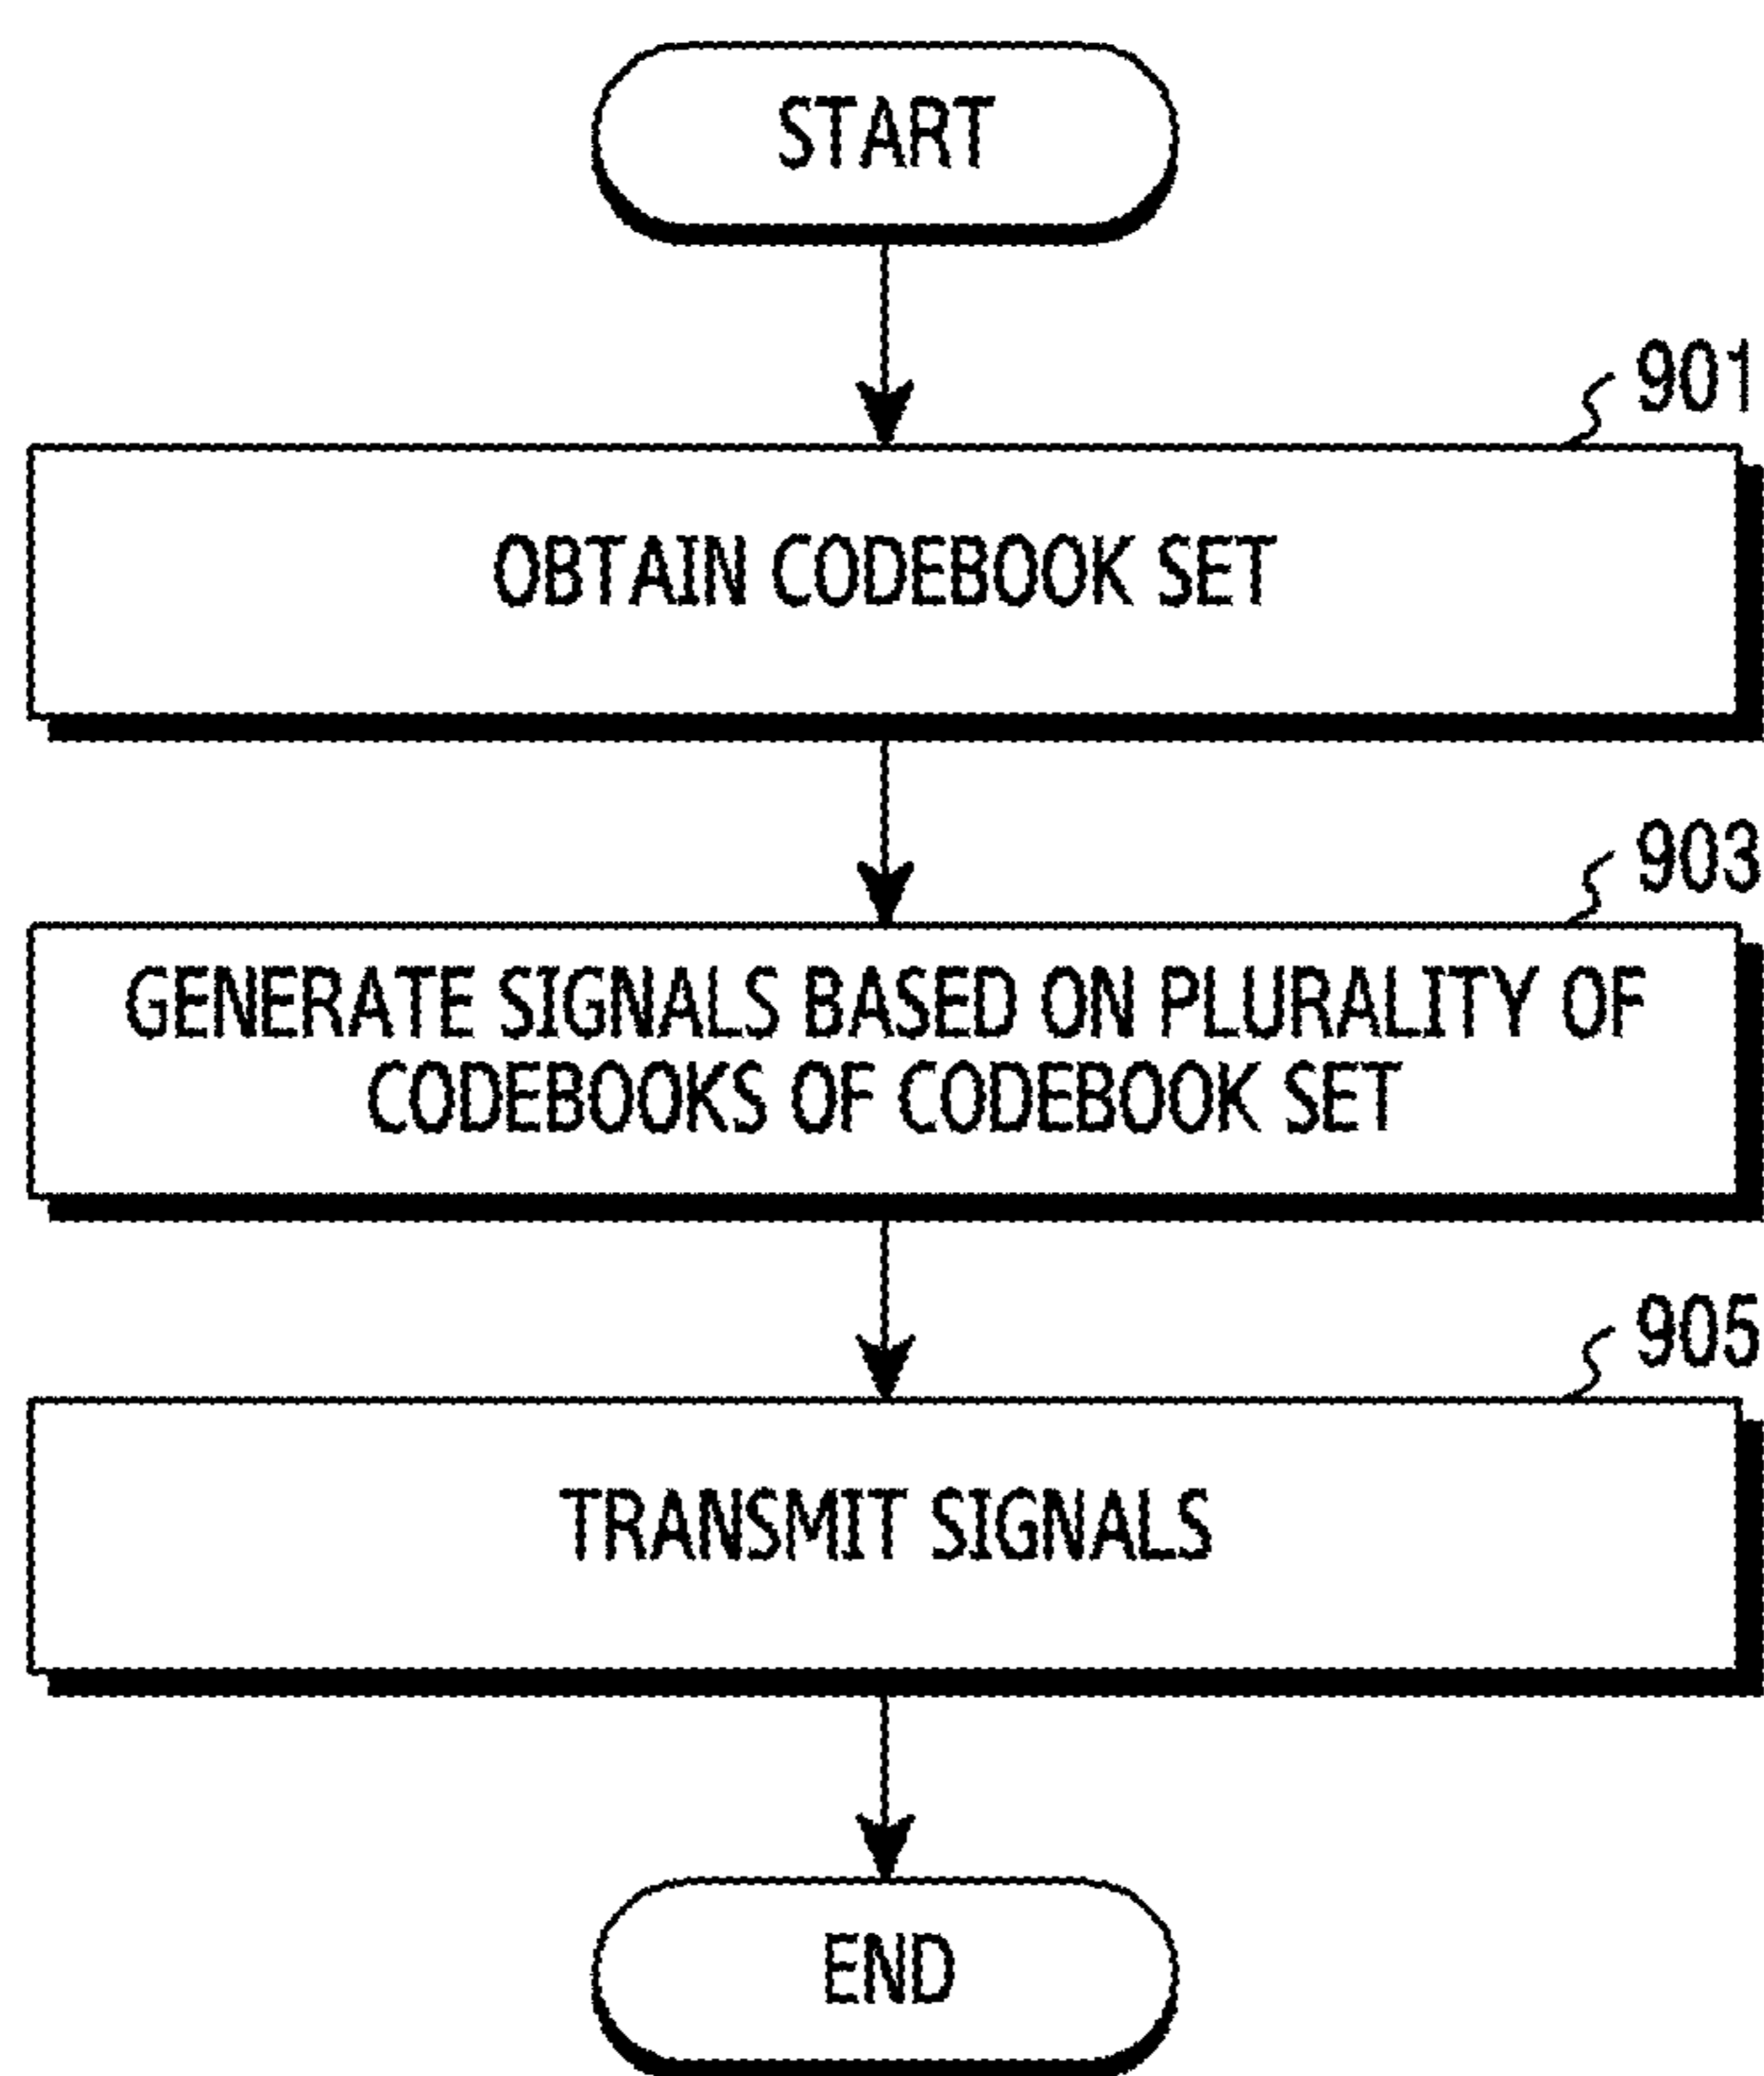 START
901
OBTAIN CODEBOOK SET
903
GENERATE SIGNALS BASED ON PLURALITY OF
CODEBOOKS OF CODEBOOK SET
905
TRANSMIT SIGNALS
END